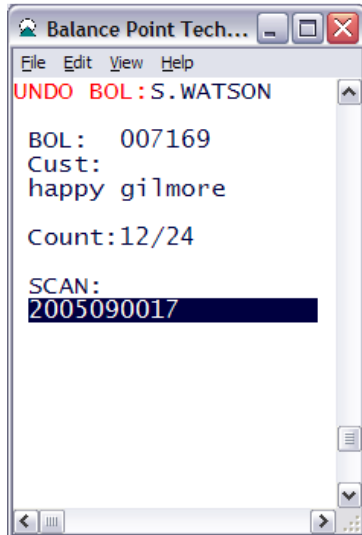 Balance Point Tech...
File Edit View Help
UNDO BOL:S.WATSON
BOL: 007169
Cust:
happy gilmore
Count:12/24
SCAN:
2005090017